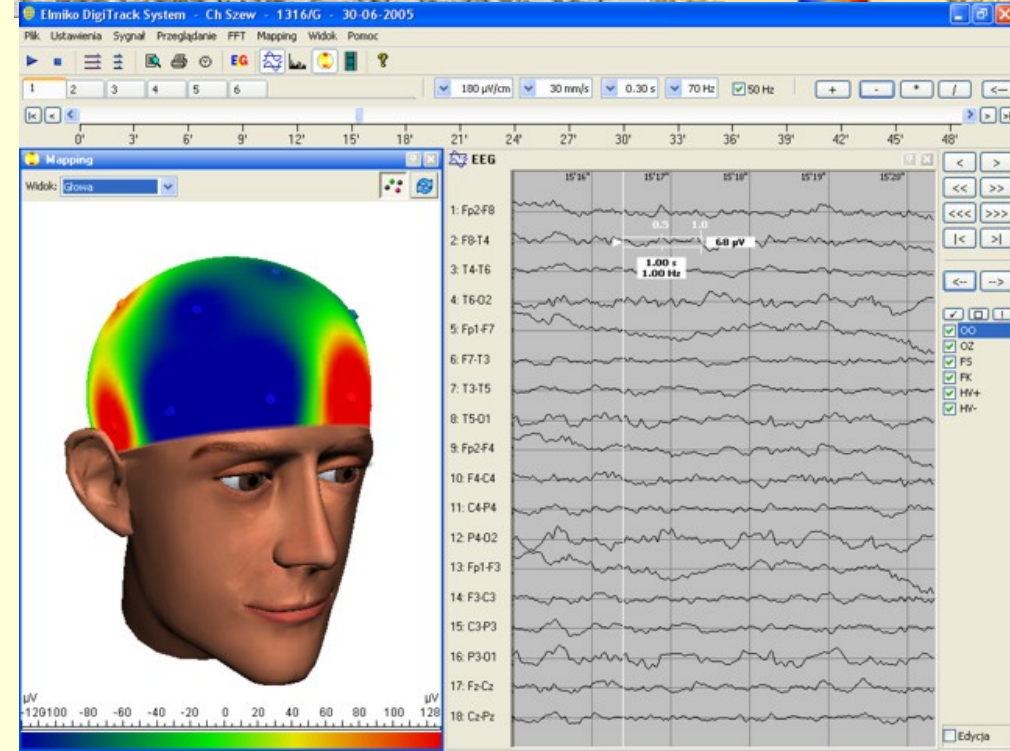 Elmiko DigiTrack System - Ch Szew - 1316/G - 30-06-2005
Plik Ustawienia Sygnał Przeglądanie FFT Mapping Widok Pomoc
EG
1 2 3 4 5 6 180 µV/cm 30 mm/s 0.30 s 70 Hz 50 Hz + - * / <--
|< < > >|
0' 3' 6' 9' 12' 15' 18' 21' 24' 27' 30' 33' 36' 39' 42' 45' 48'
Mapping
Widok: Głowa
EEG
15'16" 15'17" 15'18" 15'19" 15'20"
1: Fp2-F8
0.5 1.0
2: F8-T4
68 µV
1.00 s
1.00 Hz
3: T4-T6
4: T6-O2
5: Fp1-F7
6: F7-T3
7: T3-T5
8: T5-O1
9: Fp2-F4
10: F4-C4
11: C4-P4
12: P4-O2
13: Fp1-F3
14: F3-C3
15: C3-P3
16: P3-O1
17: Fz-Cz
18: Cz-Pz
< >
<< >>
<<< >>>
|< >|
<-- -->
OO
OZ
FS
FK
HV+
HV-
Edycja
µV µV
-120 100 -80 -60 -40 -20 0 20 40 60 80 100 128